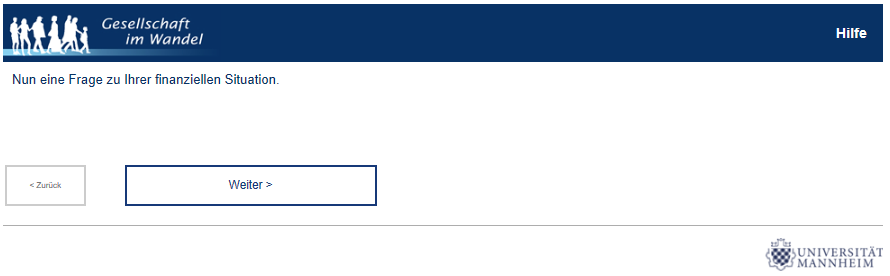 Gesellschaft
im Wandel
Hilfe
Nun eine Frage zu Ihrer finanziellen Situation.
< Zurück
Weiter >
UNIVERSITÄT
MANNHEIM